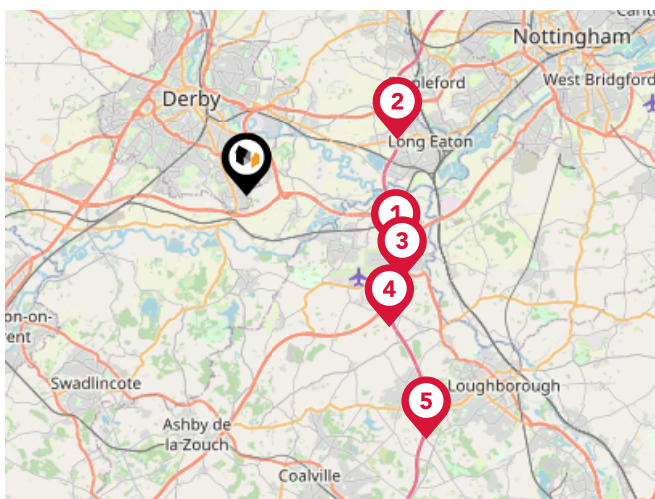 Nottingham
Derby
West Bridgford
2
Long Eaton
1
3
4
Swadlincote
5
Loughborough
Ashby de
la-Zouch
Coalville